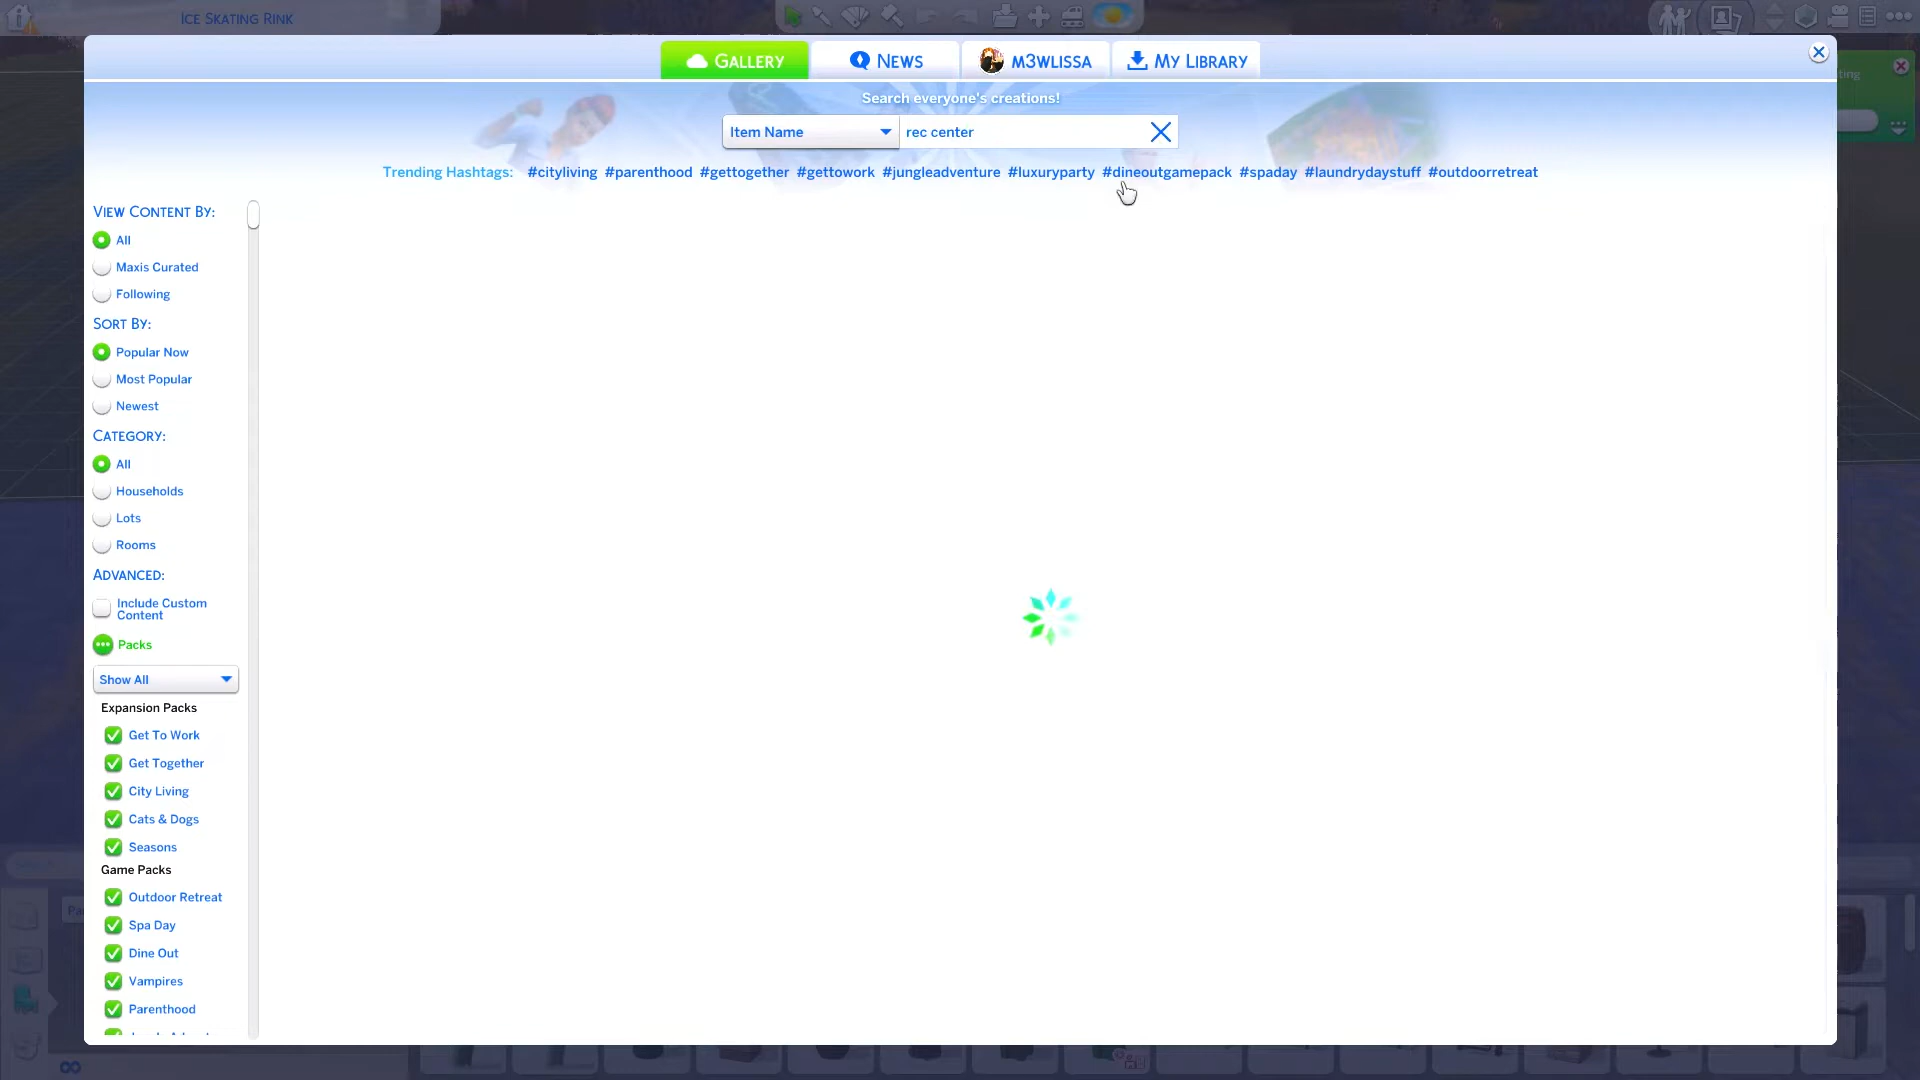 ICE SKATING RINK
GALLERY
NEWS
M3WLISSA
MY LIBRARY
Search everyone's creations!
Item Name
rec center
Trending Hashtags: #cityliving #parenthood #gettogether #gettowork #jungleadventure #luxuryparty #dineoutgamepack #spaday #laundrydaystuff #outdoorretreat
VIEW CONTENT BY:
All
Maxis Curated
Following
SORT BY:
Popular Now
Most Popular
Newest
CATEGORY:
All
Households
Lots
Rooms
ADVANCED:
Include Custom
Content
Packs
Show All
Expansion Packs
Get To Work
Get Together
City Living
Cats & Dogs
Seasons
Game Packs
Outdoor Retreat
Spa Day
Dine Out
Vampires
Parenthood